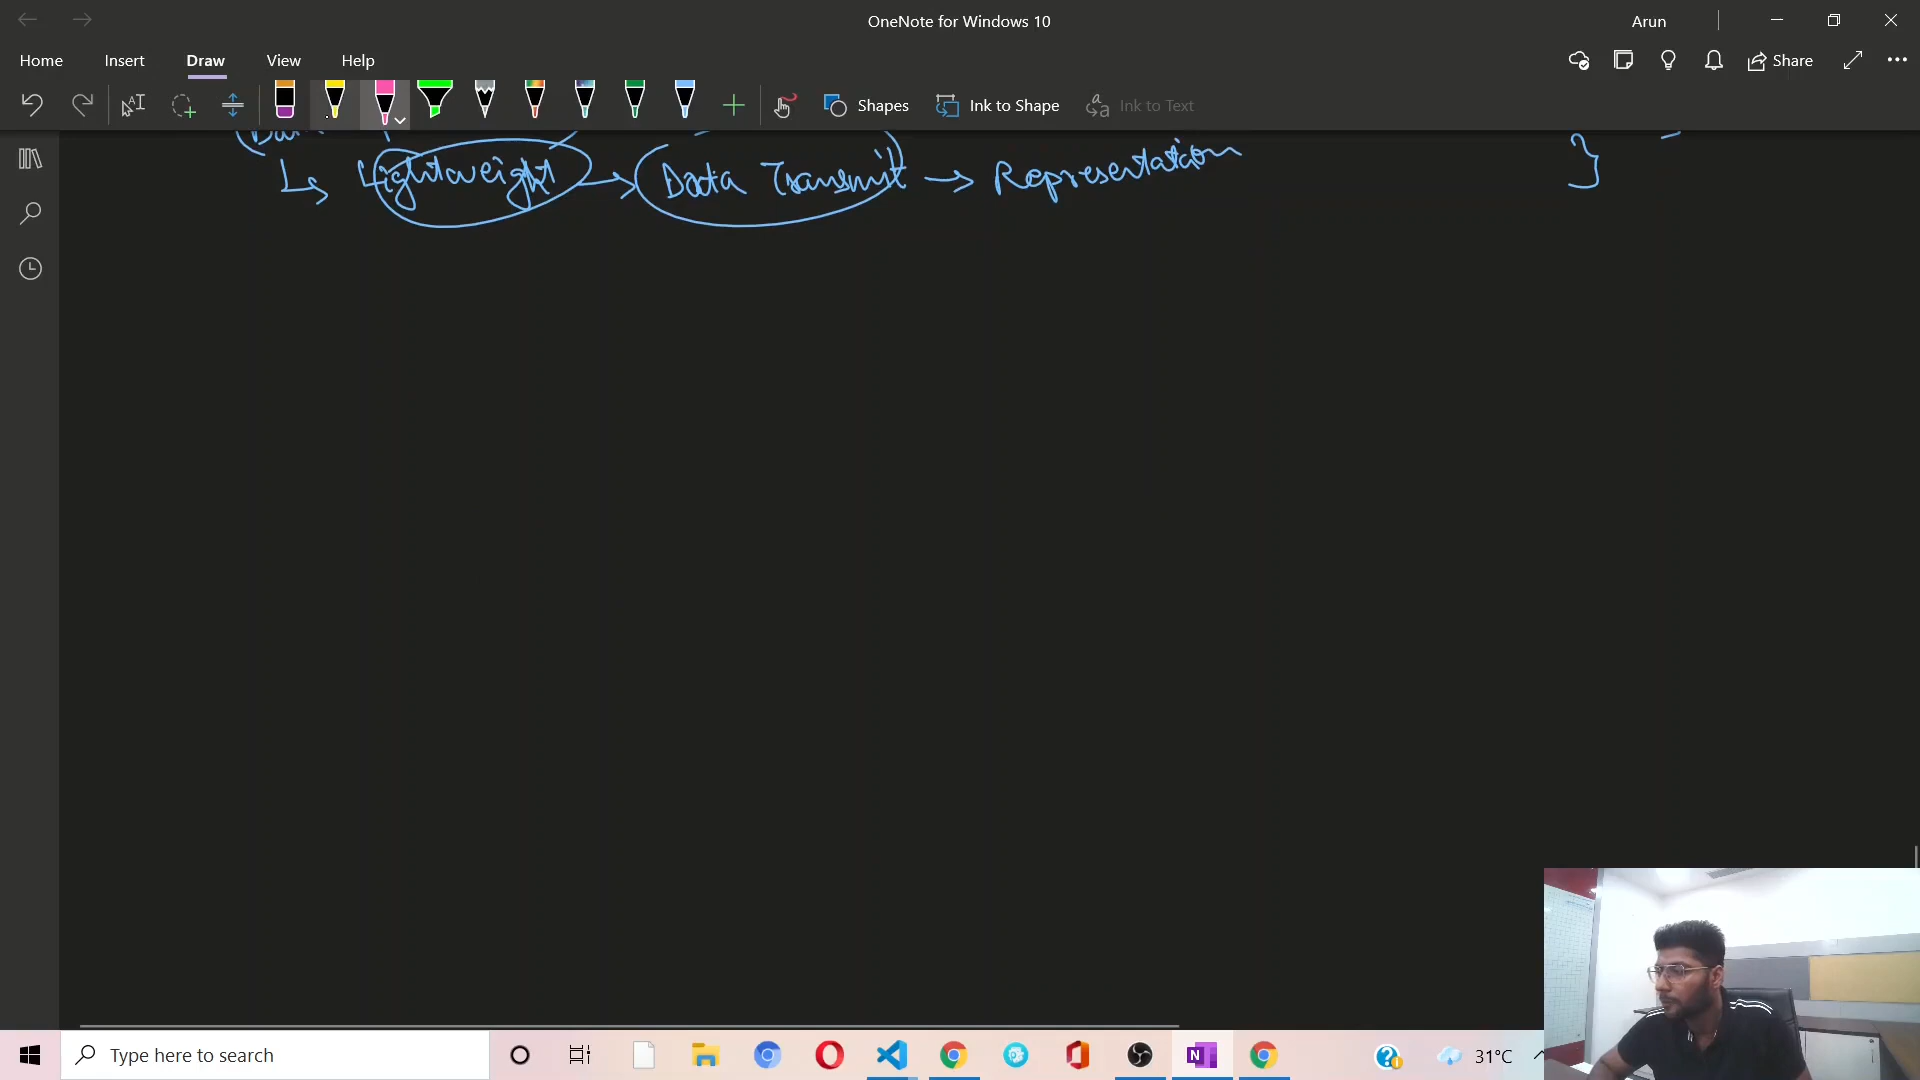 OneNote for Windows 10
Arun
Home Insert Draw View Help
Share
Shapes
Ink to Shape
Ink to Text
↳ Lightweight → Data Transmit → Representation
}
Type here to search
31°C